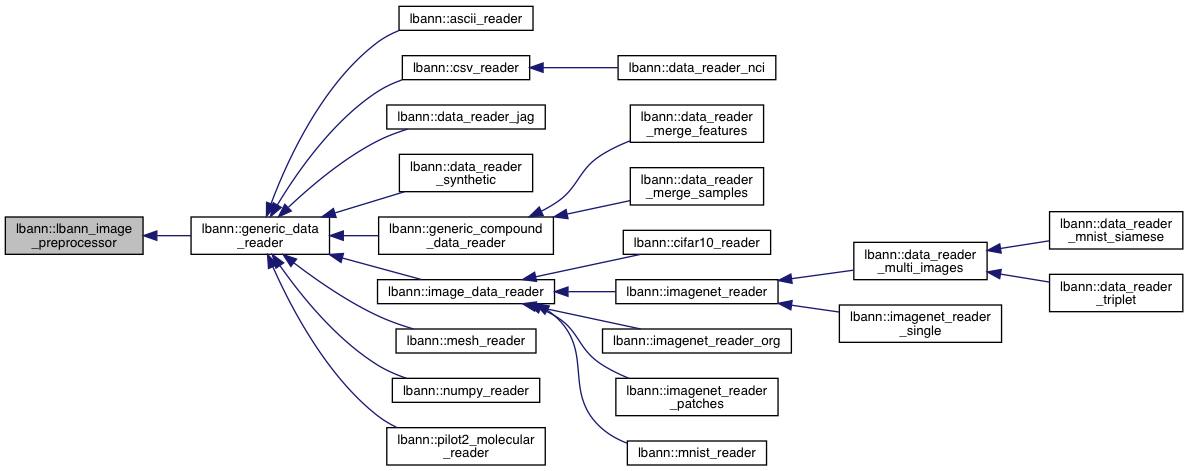 lbann::lbann_image
_preprocessor
lbann::generic_data
_reader
lbann::ascii_reader
lbann::csv_reader
lbann::data_reader_nci
lbann::data_reader_jag
lbann::data_reader
_synthetic
lbann::generic_compound
_data_reader
lbann::data_reader
_merge_features
lbann::data_reader
_merge_samples
lbann::image_data_reader
lbann::cifar10_reader
lbann::imagenet_reader
lbann::data_reader
_multi_images
lbann::data_reader
_mnist_siamese
lbann::data_reader
_triplet
lbann::imagenet_reader
_single
lbann::imagenet_reader_org
lbann::imagenet_reader
_patches
lbann::mnist_reader
lbann::mesh_reader
lbann::numpy_reader
lbann::pilot2_molecular
_reader